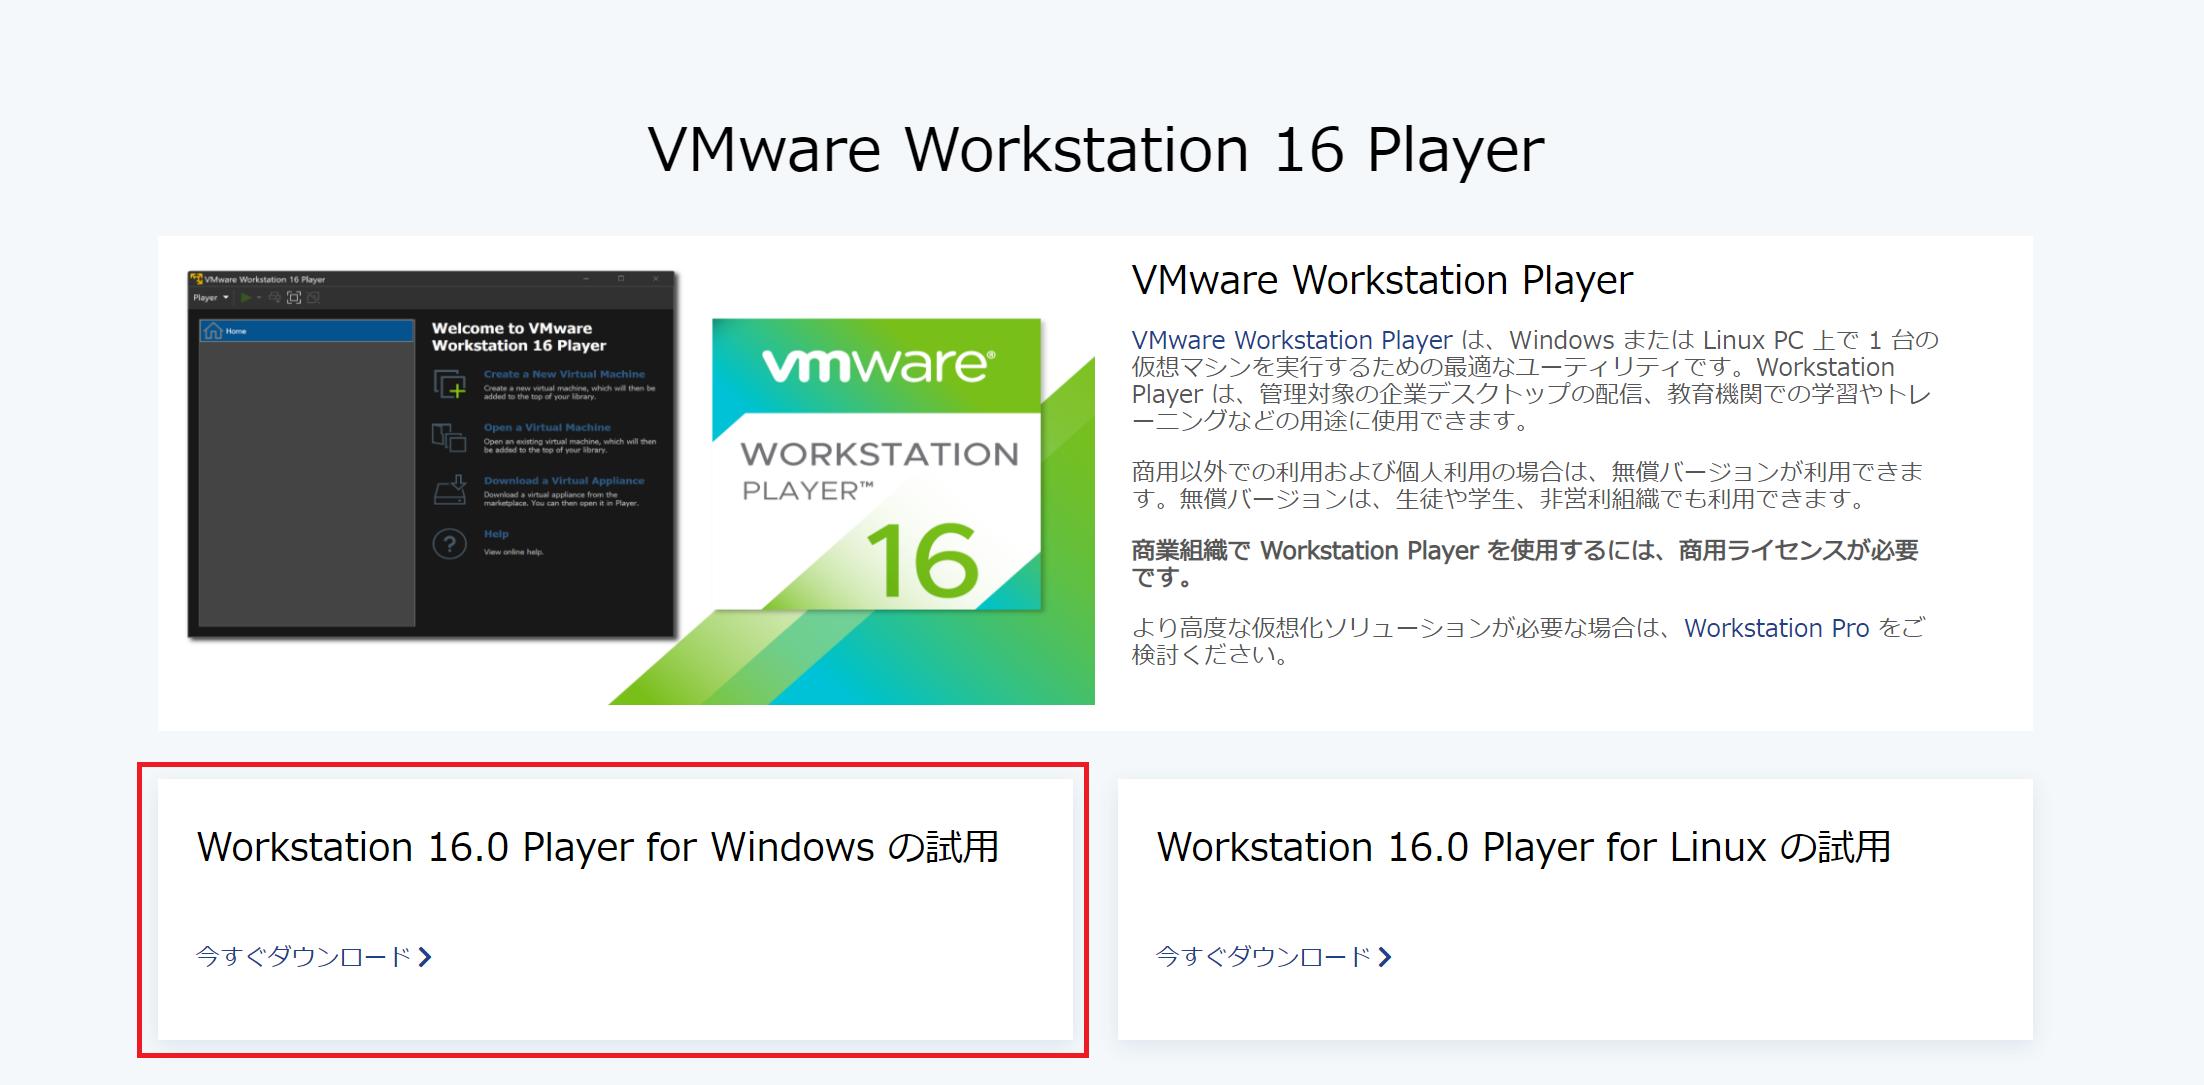 VMware Workstation 16 Player
VMware Workstation 16 Player
Player
Home
Welcome to VMware
Workstation 16 Player
Create a New Virtual Machine
Create a new virtual machine, which will then be
added to the top of your library.
Open a Virtual Machine
Open an existing virtual machine, which will then
be added to the top of your library.
Download a Virtual Appliance
Download a virtual appliance from the
marketplace. You can then open it in Player.
Help
View online help.
vmware®
WORKSTATION
PLAYER™
16
VMware Workstation Player
VMware Workstation Player は、Windows または Linux PC 上で 1 台の
仮想マシンを実行するための最適なユーティリティです。Workstation
Player は、管理対象の企業デスクトップの配信、教育機関での学習やトレ
ーニングなどの用途に使用できます。
商用以外での利用および個人利用の場合は、無償バージョンが利用できま
す。無償バージョンは、生徒や学生、非営利組織でも利用できます。
商業組織で Workstation Player を使用するには、商用ライセンスが必要
です。
より高度な仮想化ソリューションが必要な場合は、Workstation Pro をご
検討ください。
Workstation 16.0 Player for Windows の試用
今すぐダウンロード
Workstation 16.0 Player for Linux の試用
今すぐダウンロード